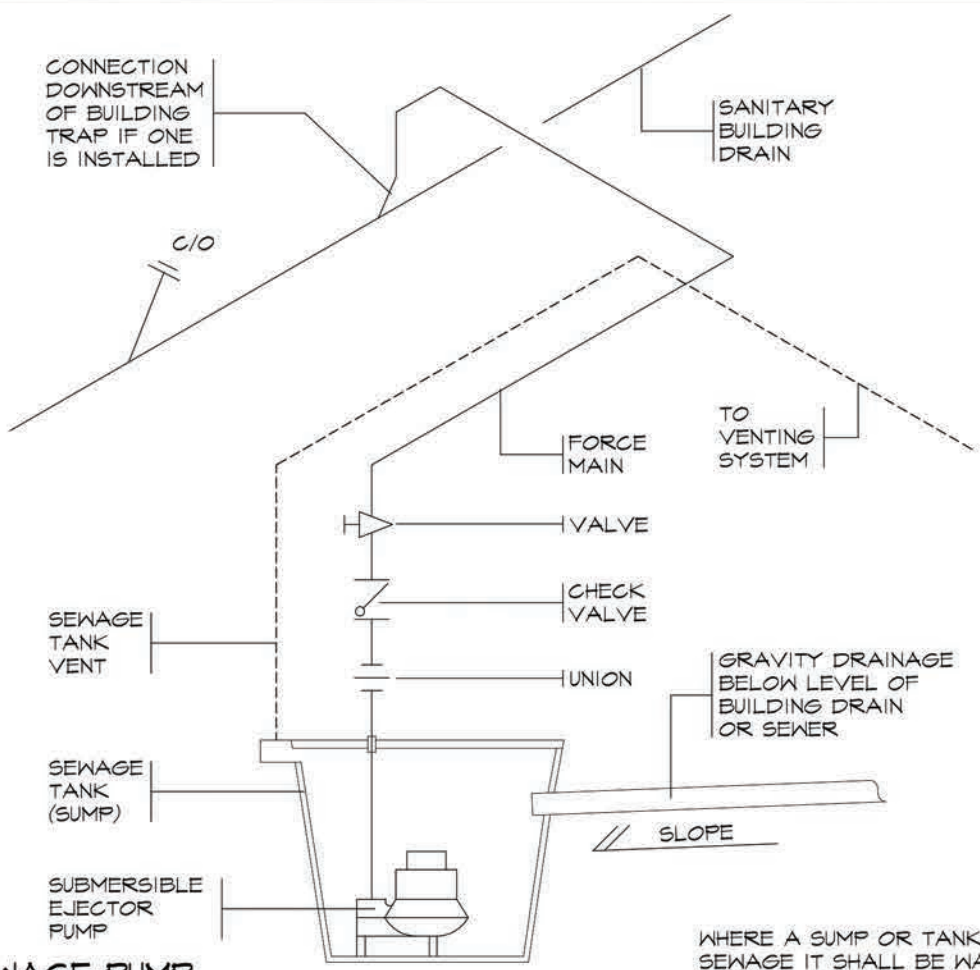 CONNECTION
DOWNSTREAM
OF BUILDING
TRAP IF ONE
IS INSTALLED
SANITARY
BUILDING
DRAIN
C/O
FORCE
MAIN
TO
VENTING
SYSTEM
VALVE
CHECK
VALVE
SEWAGE
TANK
VENT
UNION
GRAVITY DRAINAGE
BELOW LEVEL OF
BUILDING DRAIN
OR SEWER
SEWAGE
TANK
(SUMP)
SLOPE
SUBMERSIBLE
EJECTOR
PUMP
PUMP
WHERE A SUMP OR TANK
SEWAGE IT SHALL BE